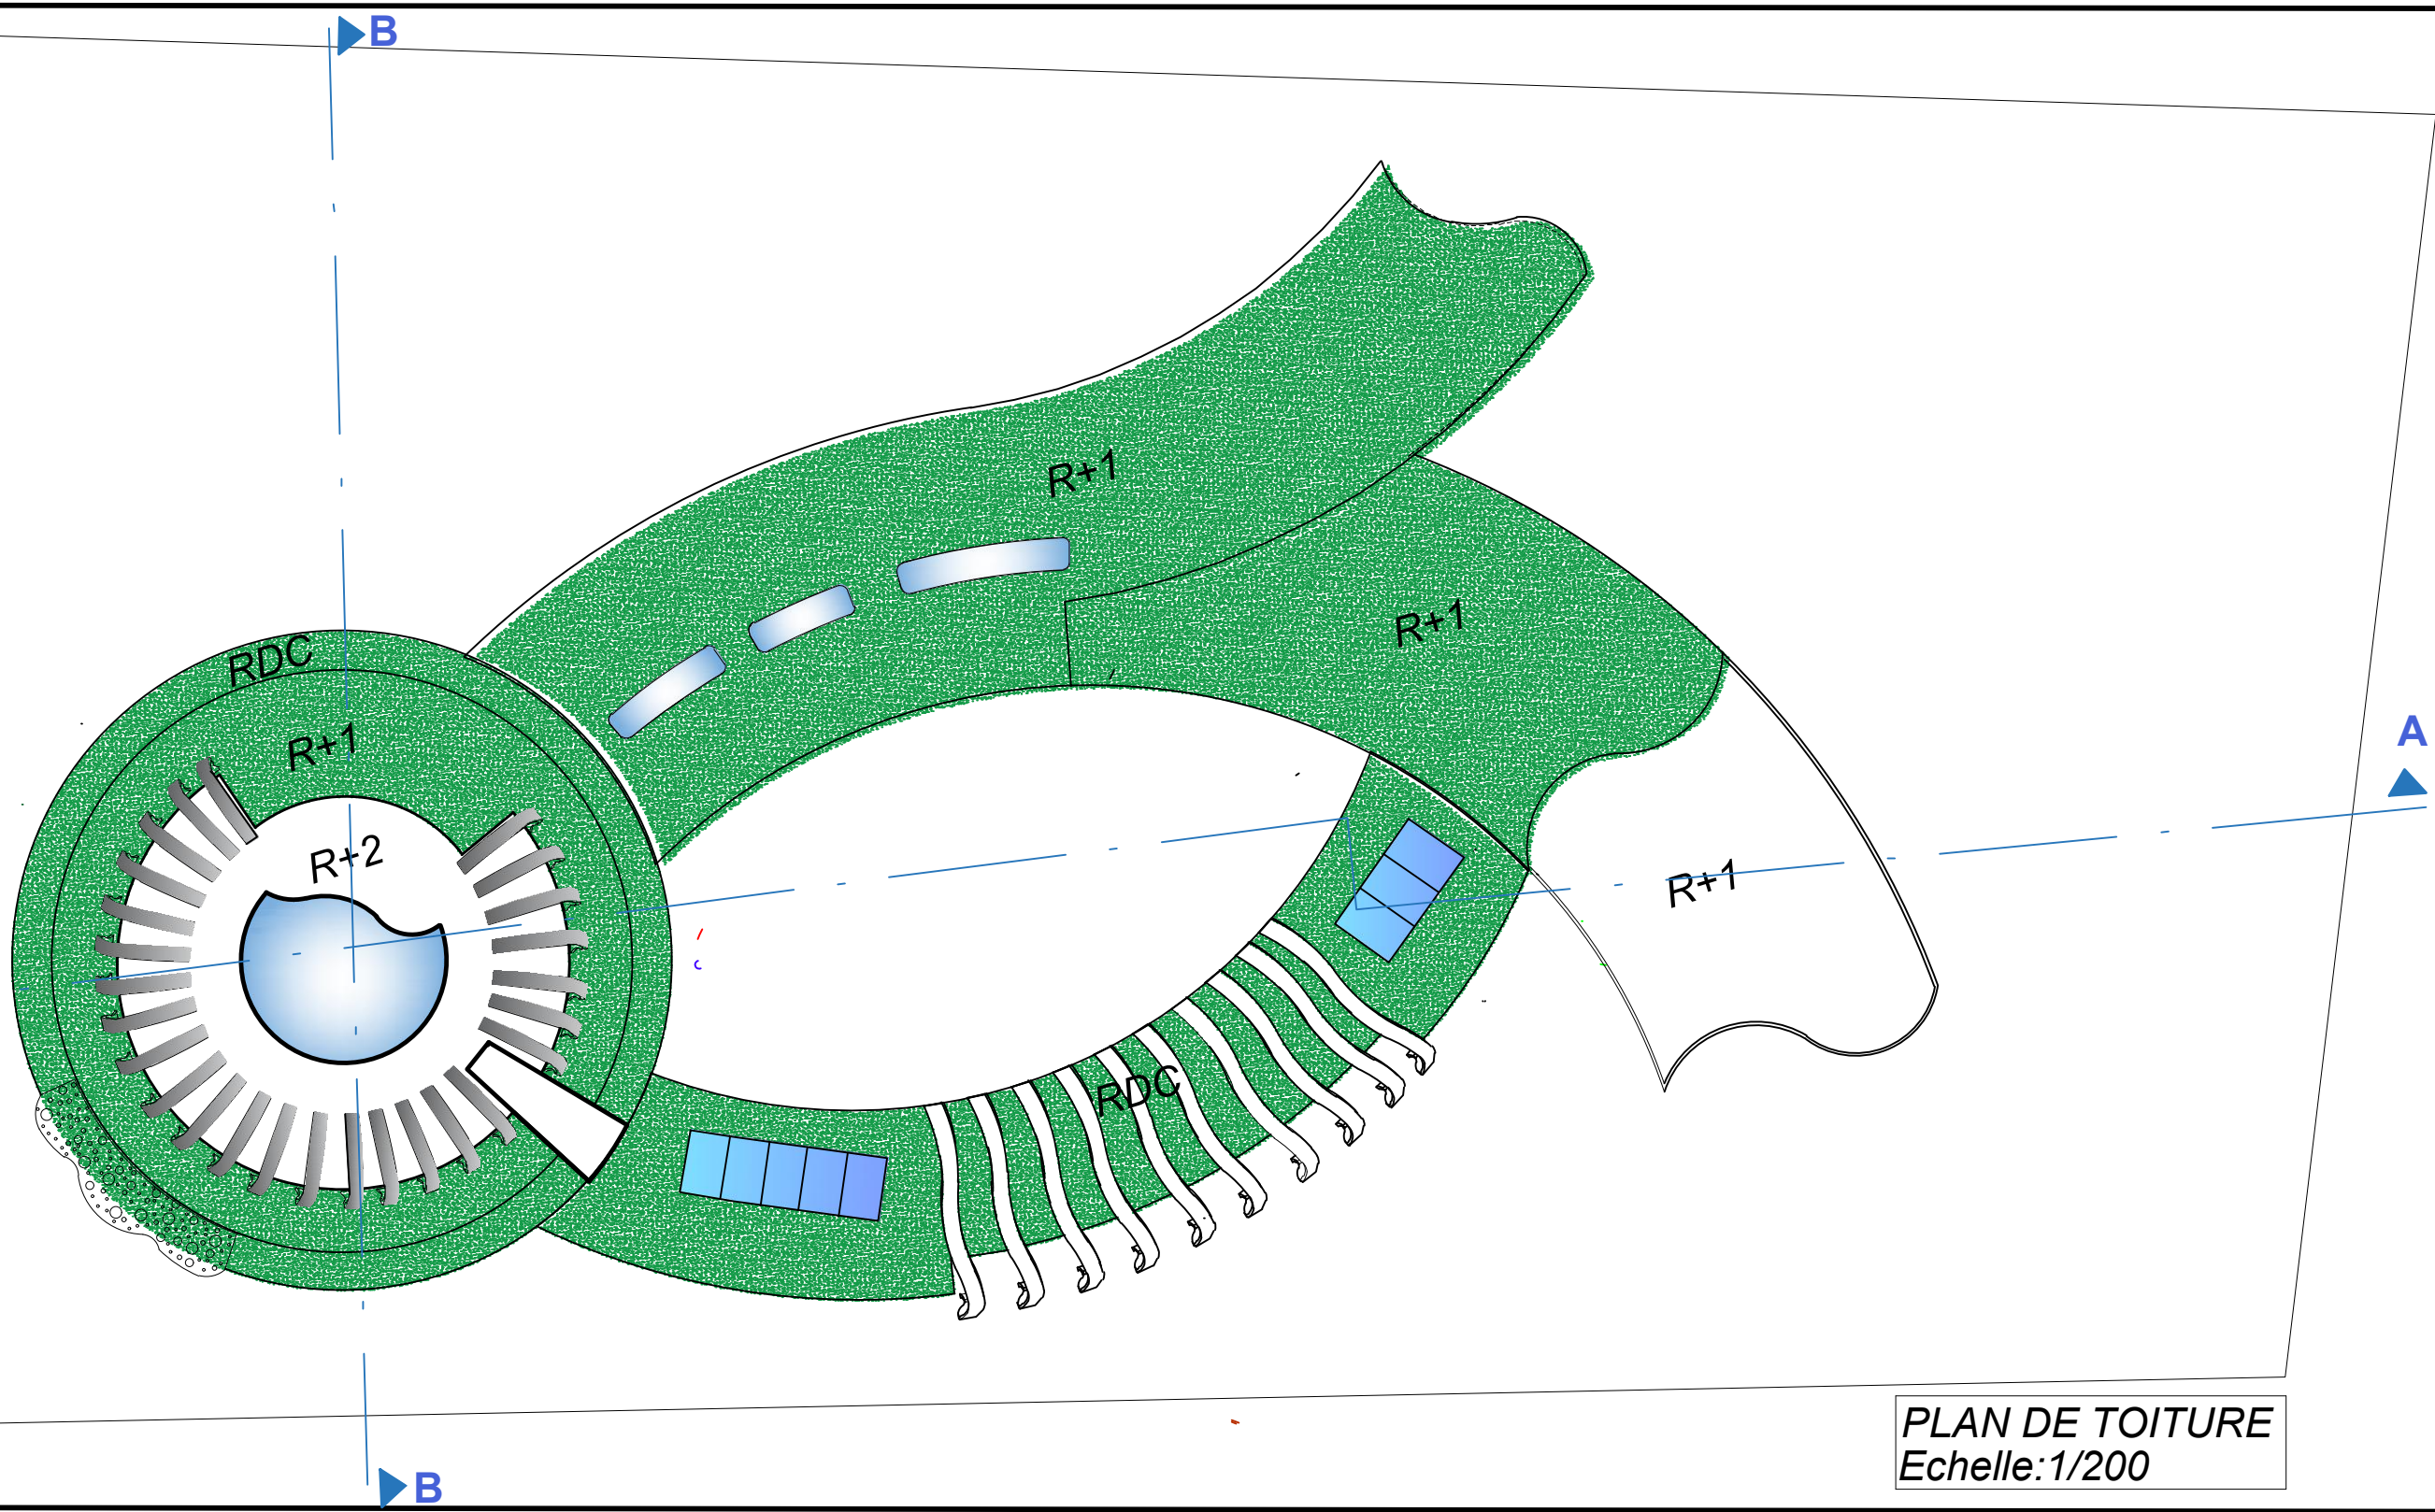 B
R+1
R+1
RDC
A
R+1
R+2
R+1
RDC
PLAN DE TOITURE
Echelle:1/200
B